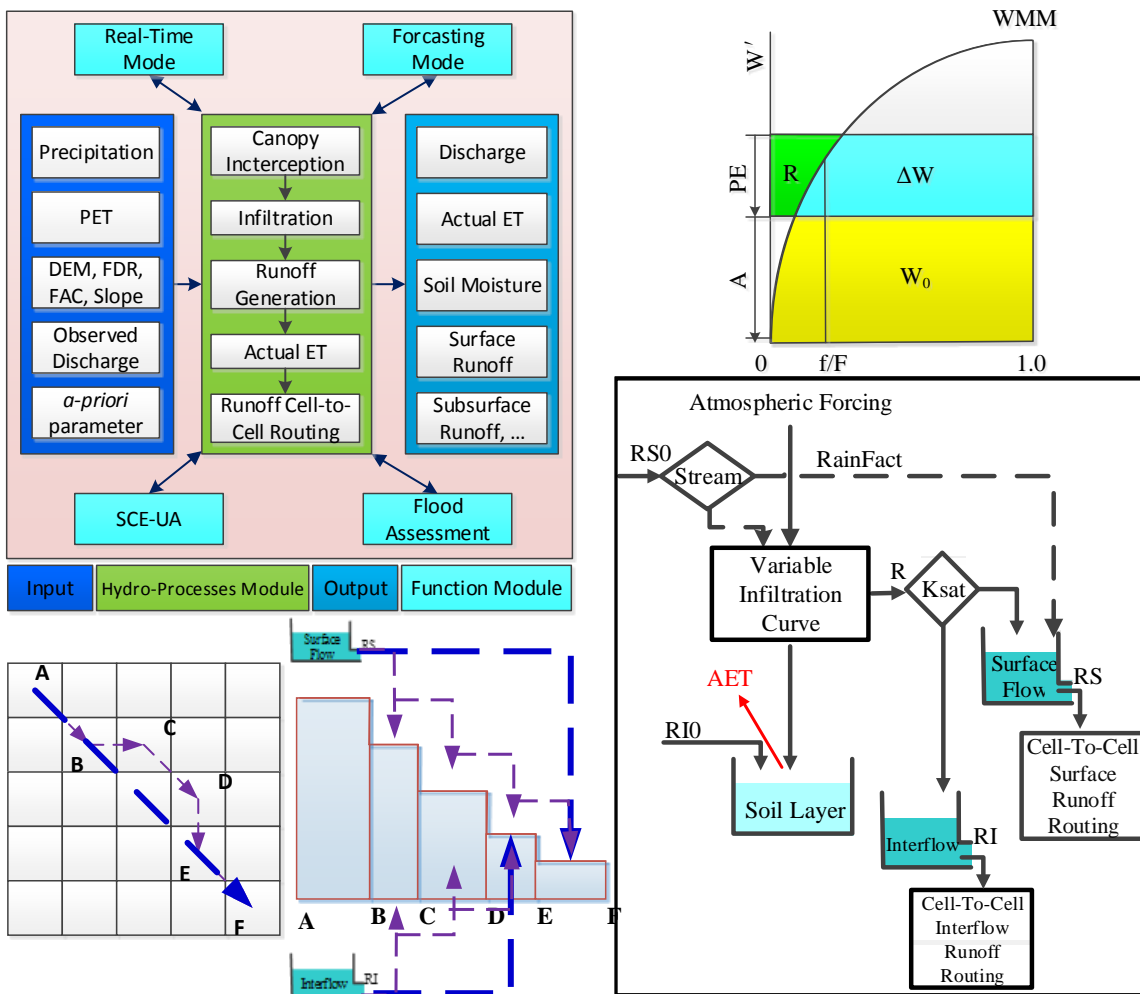 Real-Time
Mode
Forcasting
Mode
Precipitation
PET
DEM, FDR,
FAC, Slope
Observed
Discharge
a-priori
parameter
Canopy
Incterception
Infiltration
Runoff
Generation
Actual ET
Runoff Cell-to-
Cell Routing
Discharge
Actual ET
Soil Moisture
Surface
Runoff
Subsurface
Runoff, ...
SCE-UA
Flood
Assessment
Input
Hydro-Processes Module
Output
Function Module
WMM
W'
PE
R
ΔW
A
W₀
0
f/F
1.0
Atmospheric Forcing
RS0
Stream
RainFact
Variable
Infiltration
Curve
R
Ksat
AET
RI0
Soil Layer
Surface
Flow
RS
Interflow
RI
Cell-To-Cell
Surface
Runoff
Routing
Cell-To-Cell
Interflow
Runoff
Routing
A
B
C
D
E
F
Surface
Flow
RS
A
B
C
D
E
F
Interflow
RI